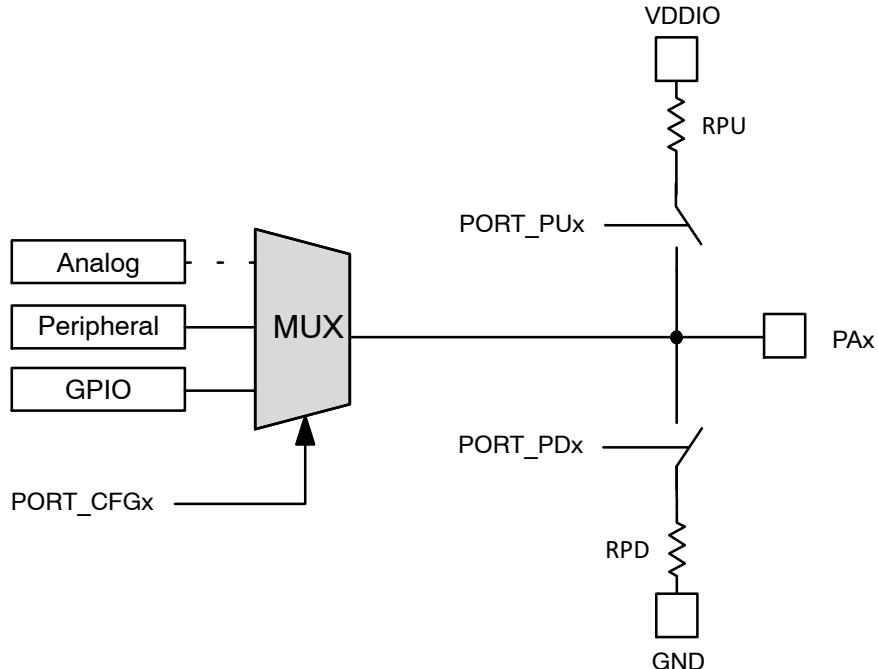 VDDIO
RPU
PORT_PUx
Analog
Peripheral
MUX
PAx
GPIO
PORT_PDx
PORT_CFGx
RPD
GND